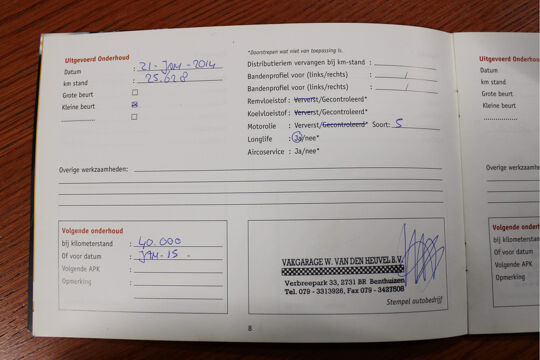 Uitgevoerd Onderhoud
Datum : 21-JAN-2014
km stand : 25.628
Grote beurt
Kleine beurt
..............
*Doorstrepen wat niet van toepassing is.
Distributieriem vervangen bij km-stand :
Bandenprofiel voor (links/rechts) : /
Bandenprofiel voor (links/rechts) : /
Remvloeistof : Ververst/Gecontroleerd*
Koelvloeistof : Ververst/Gecontroleerd*
Motorolie : Ververst/Gecontroleerd* Soort: 5
Longlife : Ja/nee*
Aircoservice : Ja/nee*
Overige werkzaamheden:
Volgende onderhoud
bij kilometerstand : 40.000
Of voor datum : JAN-15-
Volgende APK :
Opmerking :
VAKGARAGE W. VAN DEN HEUVEL B.V.
Verbreepark 33, 2731 BR Benthuizen
Tel. 079 - 3313926, Fax 079 - 3427508
Stempel autobedrijf
8
Uitgevoerd
Datum
km stand
Grote beurt
Kleine beurt
..............
Overige werkz
Volgende onderh
bij kilometerstand
Of voor datum
Volgende APK
Opmerking